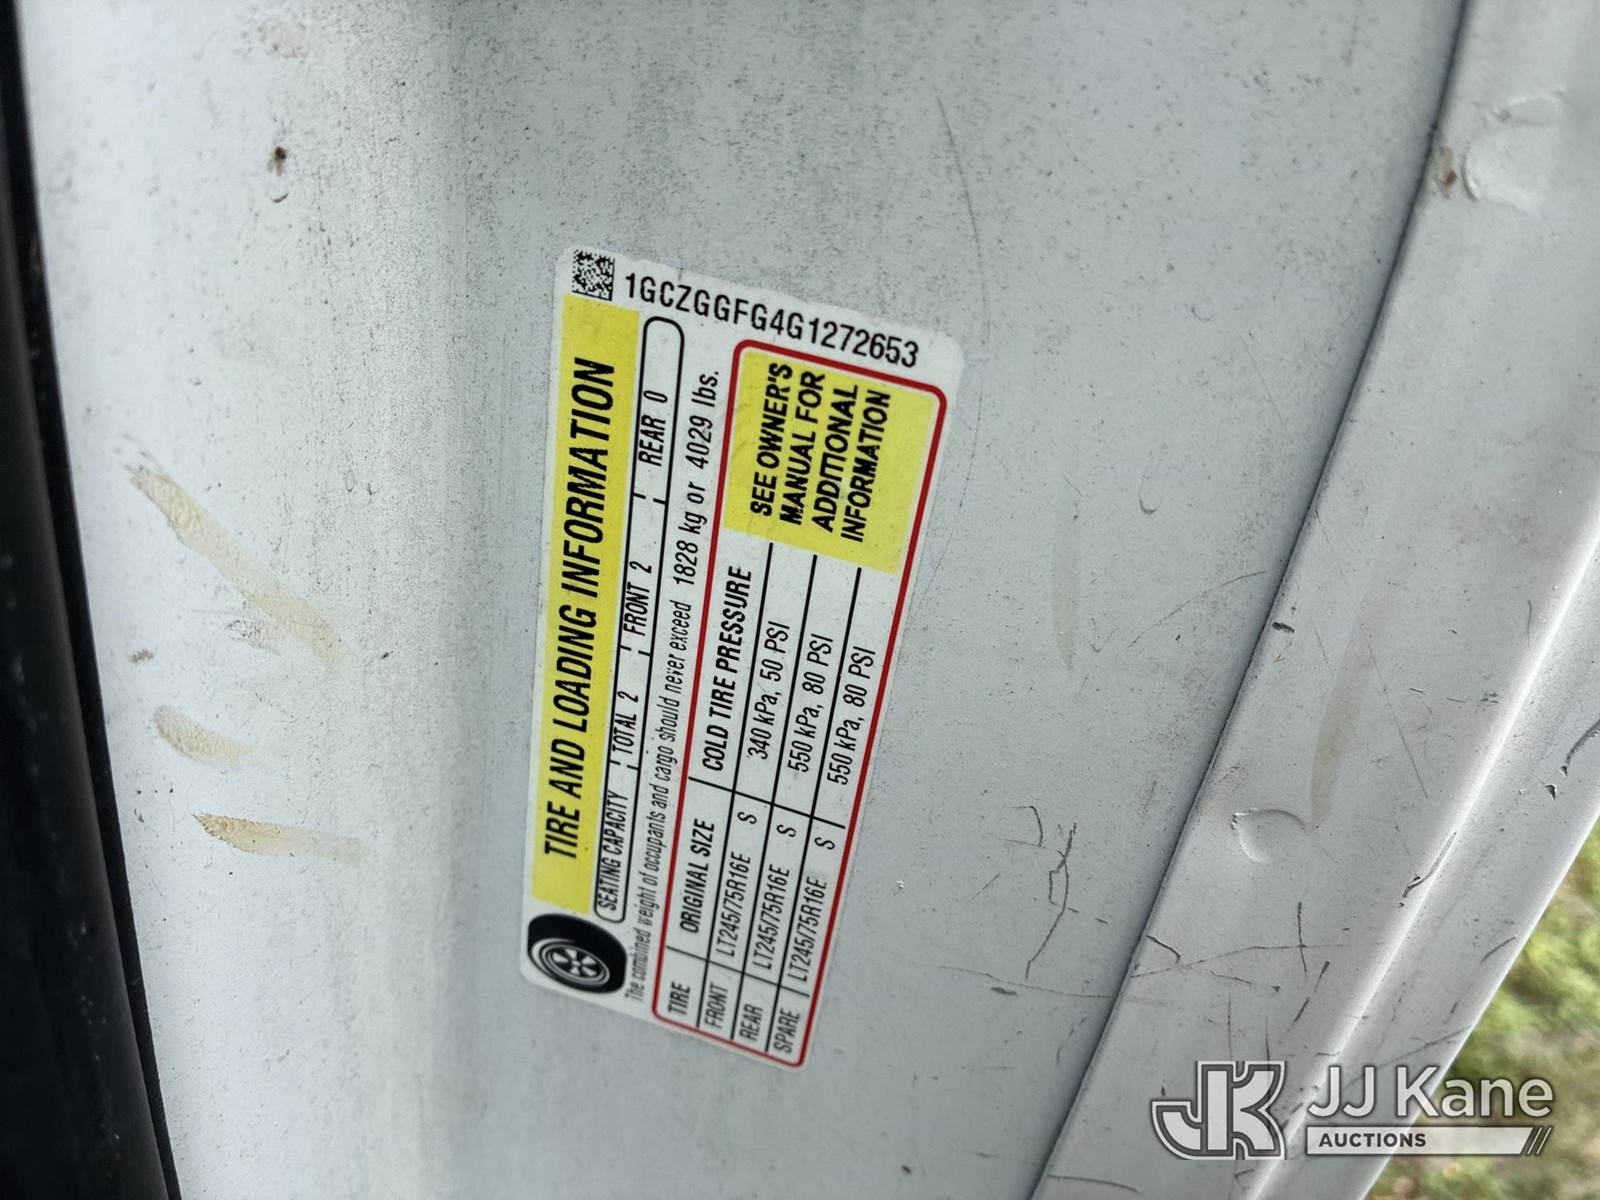 1GCZGGFG4G1272653
TIRE AND LOADING INFORMATION
SEATING CAPACITY TOTAL 2 FRONT 2 REAR 0
The combined weight of occupants and cargo should never exceed 1828 kg or 4029 lbs.
TIRE ORIGINAL SIZE COLD TIRE PRESSURE
FRONT LT245/75R16E S 340 kPa, 50 PSI
REAR LT245/75R16E S 550 kPa, 80 PSI
SPARE LT245/75R16E S 550 kPa, 80 PSI
SEE OWNER'S
MANUAL FOR
ADDITIONAL
INFORMATION
JK JJ Kane
AUCTIONS